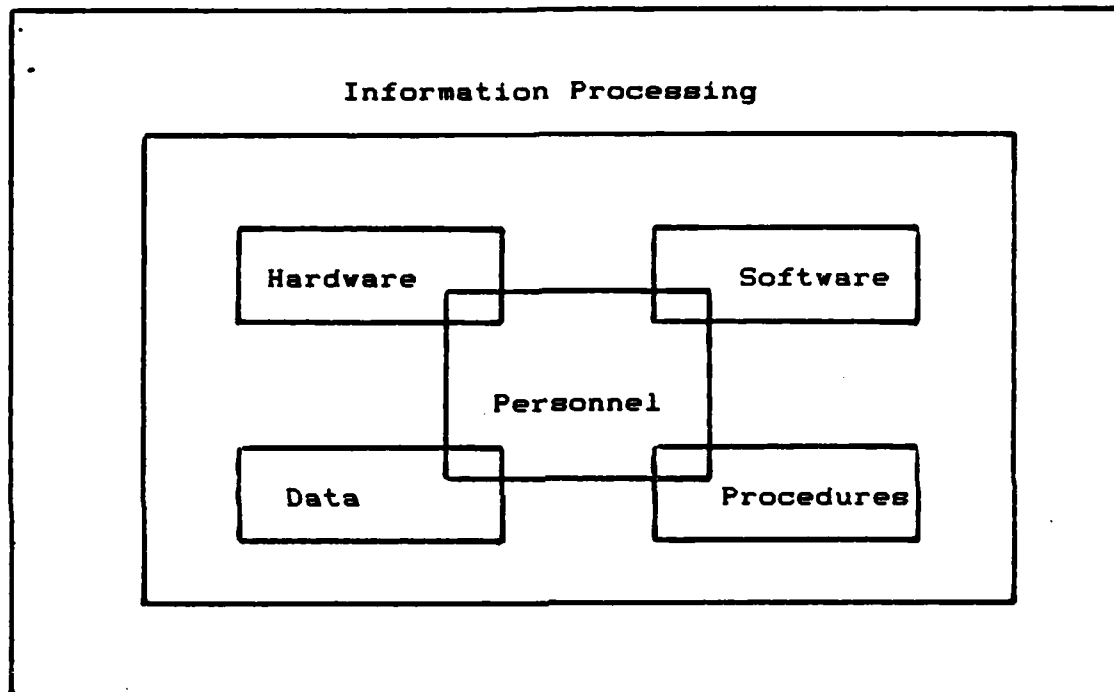 Information Processing
Hardware
Software
Personnel
Data
Procedures